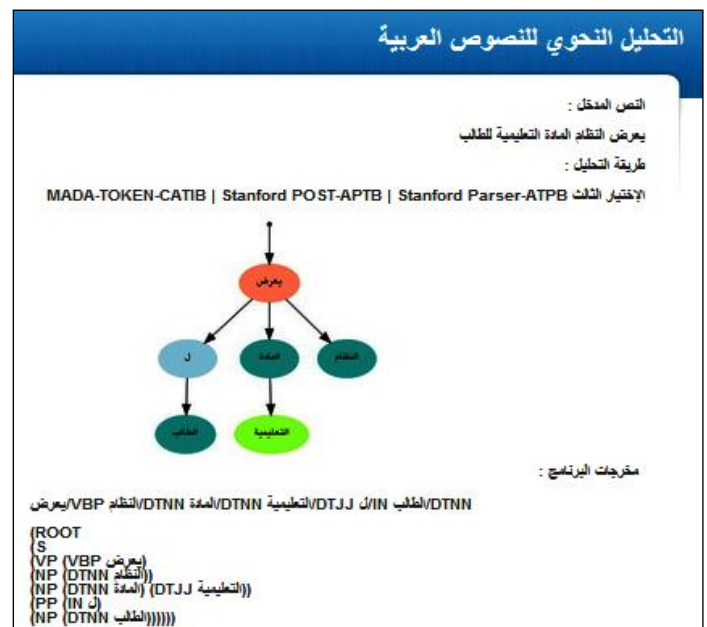 التحليل النحوي للنصوص العربية
النص المدخل :
يعرض النظام المادة التعليمية للطالب
طريقة التحليل :
الإختيار الثالث MADA-TOKEN-CATIB | Stanford POST-APTB | Stanford Parser-ATPB
يعرض
ل المادة النظام
الطالب التعليمية
مخرجات البرنامج :
يعرض/VBP النظام/DTNN المادة/DTNN التعليمية/DTJJ ل/IN الطالب/DTNN
(ROOT
(S
(VP (VBP يعرض)
(NP (DTNN النظام))
(NP (DTNN المادة) (DTJJ التعليمية))
(PP (IN ل)
(NP (DTNN الطالب))))))